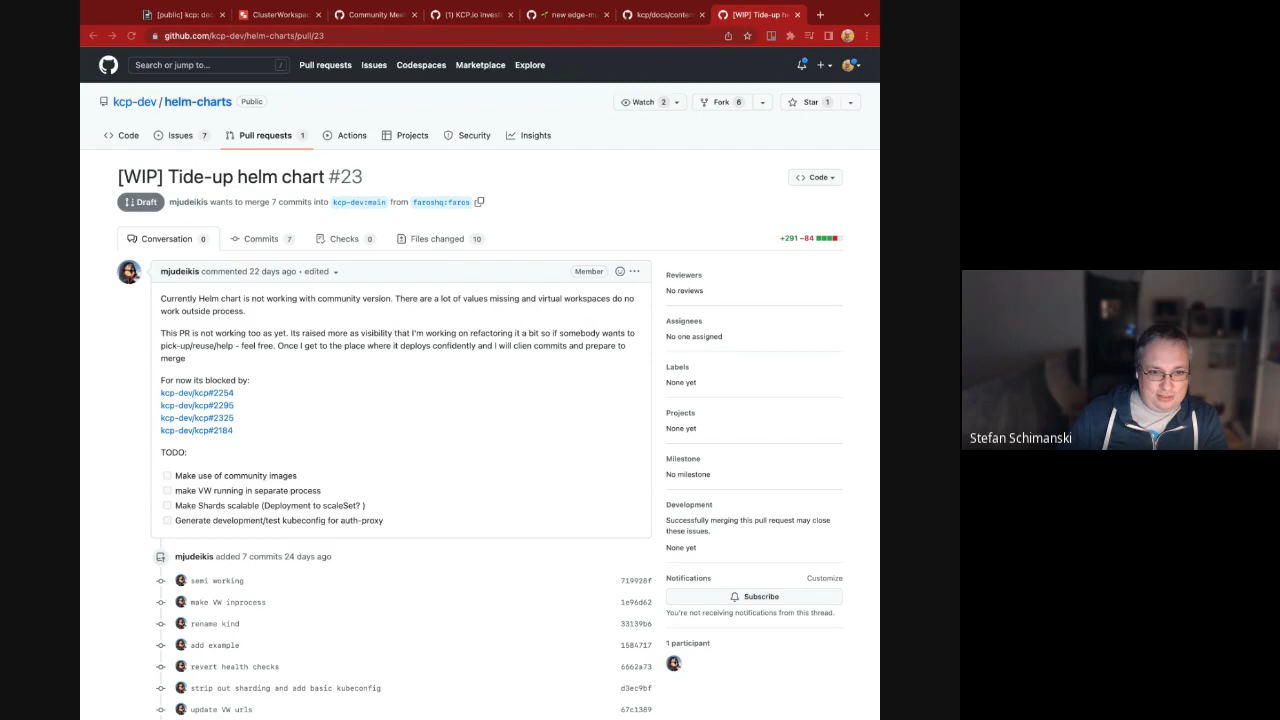 [public] kcp: dec
ClusterWorkspac
Community Meet
(1) KCP.io Invest
new edge-mu
kcp/docs/conten
[WIP] Tide-up he
github.com/kcp-dev/helm-charts/pull/23
Search or jump to...
/
Pull requests
Issues
Codespaces
Marketplace
Explore
kcp-dev / helm-charts Public
Watch 2
Fork 6
Star 1
Code
Issues 7
Pull requests 1
Actions
Projects
Security
Insights
[WIP] Tide-up helm chart #23
Code
Draft
mjudeikis wants to merge 7 commits into kcp-dev:main from faroshq:faros
Conversation 0
Commits 7
Checks 0
Files changed 10
+291 −84
mjudeikis commented 22 days ago • edited
Member
Currently Helm chart is not working with community version. There are a lot of values missing and virtual workspaces do no
work outside process.
This PR is not working too as yet. Its raised more as visibility that I'm working on refactoring it a bit so if somebody wants to
pick-up/reuse/help - feel free. Once I get to the place where it deploys confidently and I will clien commits and prepare to
merge
For now its blocked by:
kcp-dev/kcp#2254
kcp-dev/kcp#2295
kcp-dev/kcp#2325
kcp-dev/kcp#2184
TODO:
Make use of community images
make VW running in separate process
Make Shards scalable (Deployment to scaleSet? )
Generate development/test kubeconfig for auth-proxy
mjudeikis added 7 commits 24 days ago
semi working 719928f
make VW inprocess 1e96d62
rename kind 33139b6
add example 1584717
revert health checks 6662a73
strip out sharding and add basic kubeconfig d3ec9bf
update VW urls 67c1389
Reviewers
No reviews
Assignees
No one assigned
Labels
None yet
Projects
None yet
Milestone
No milestone
Development
Successfully merging this pull request may close
these issues.
None yet
Notifications
Customize
Subscribe
You're not receiving notifications from this thread.
1 participant
Stefan Schimanski